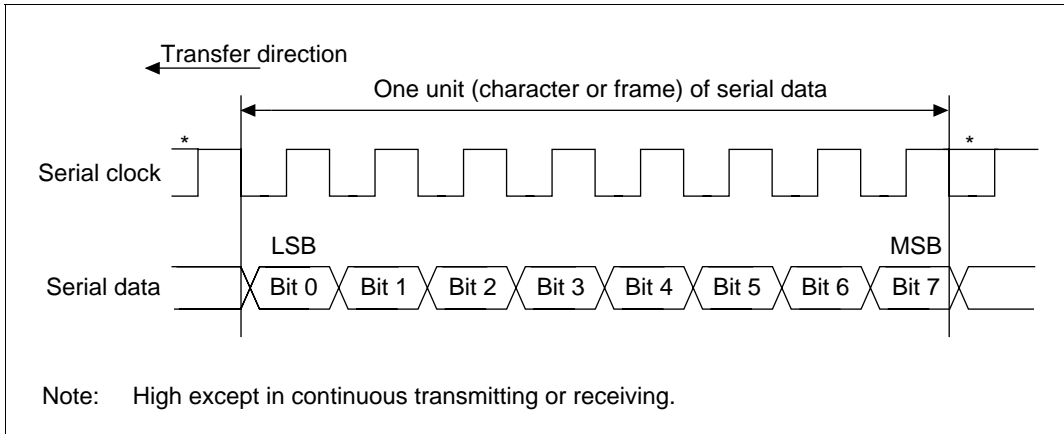 Transfer direction
One unit (character or frame) of serial data
* *
Serial clock
LSB MSB
Serial data Bit 0 Bit 1 Bit 2 Bit 3 Bit 4 Bit 5 Bit 6 Bit 7
Note: High except in continuous transmitting or receiving.